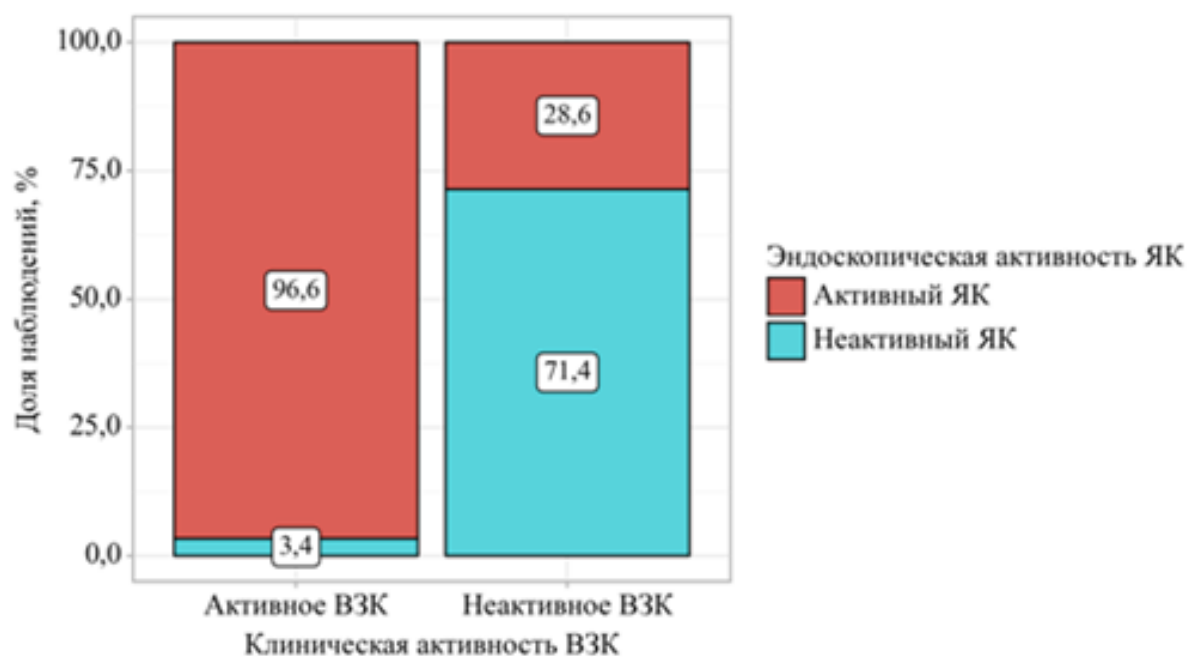 Доля наблюдений, %
100,0
75,0
50,0
25,0
0,0
96,6
3,4
28,6
71,4
Активное ВЗК
Неактивное ВЗК
Клиническая активность ВЗК
Эндоскопическая активность ЯК
Активный ЯК
Неактивный ЯК